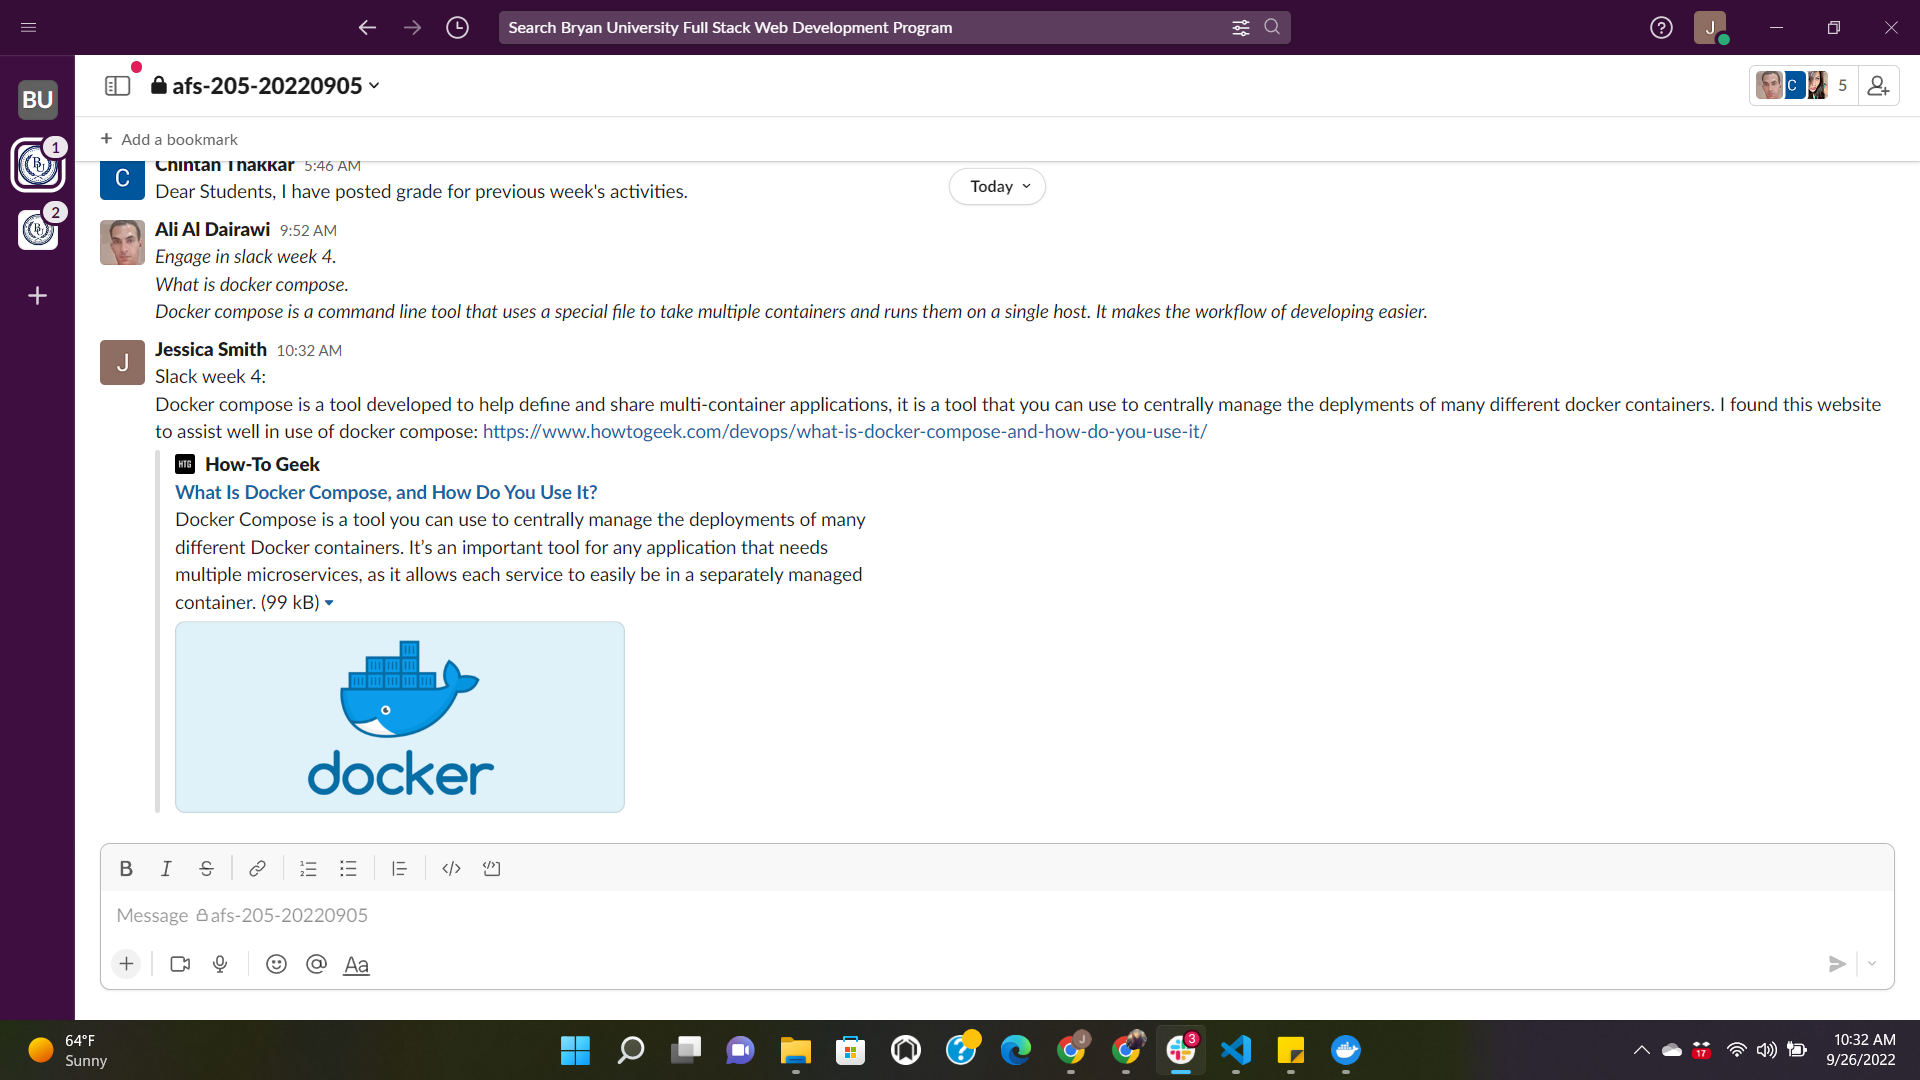 Search Bryan University Full Stack Web Development Program
J
BU
1
2
afs-205-20220905
C
5
Add a bookmark
Chintan Thakkar 5:46 AM
C
Dear Students, I have posted grade for previous week's activities.
Today
Ali Al Dairawi 9:52 AM
Engage in slack week 4.
What is docker compose.
Docker compose is a command line tool that uses a special file to take multiple containers and runs them on a single host. It makes the workflow of developing easier.
J
Jessica Smith 10:32 AM
Slack week 4:
Docker compose is a tool developed to help define and share multi-container applications, it is a tool that you can use to centrally manage the deplyments of many different docker containers. I found this website
to assist well in use of docker compose: https://www.howtogeek.com/devops/what-is-docker-compose-and-how-do-you-use-it/
HTG How-To Geek
What Is Docker Compose, and How Do You Use It?
Docker Compose is a tool you can use to centrally manage the deployments of many
different Docker containers. It’s an important tool for any application that needs
multiple microservices, as it allows each service to easily be in a separately managed
container. (99 kB)
docker
B I S
Message afs-205-20220905
Aa
64°F
Sunny
J
3
17
10:32 AM
9/26/2022